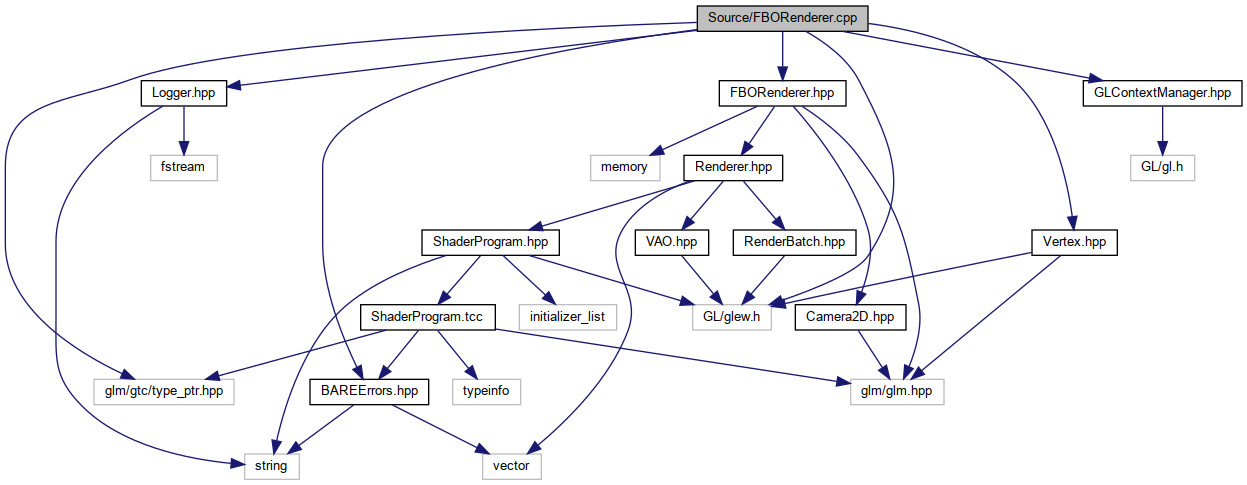 Source/FBORenderer.cpp
Logger.hpp
FBORenderer.hpp
GLContextManager.hpp
fstream
memory
Renderer.hpp
GL/gl.h
ShaderProgram.hpp
VAO.hpp
RenderBatch.hpp
Vertex.hpp
ShaderProgram.tcc
initializer_list
GL/glew.h
Camera2D.hpp
glm/gtc/type_ptr.hpp
BAREErrors.hpp
typeinfo
glm/glm.hpp
string
vector